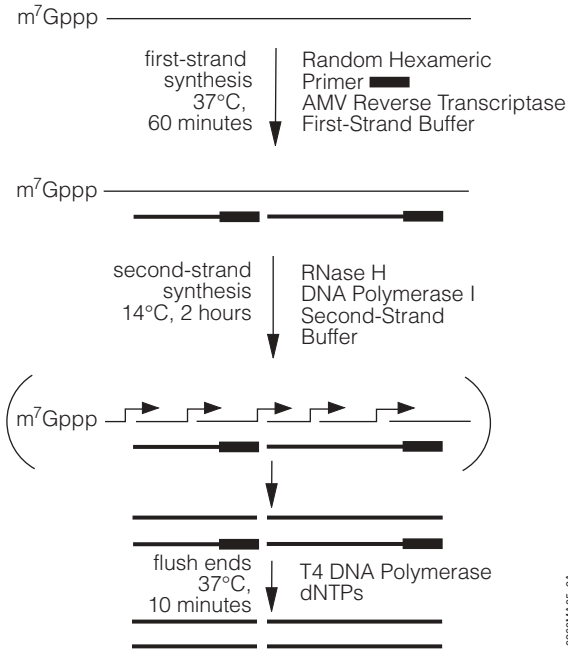 m⁷Gppp
first-strand
synthesis
37°C,
60 minutes
Random Hexameric
Primer
AMV Reverse Transcriptase
First-Strand Buffer
m⁷Gppp
second-strand
synthesis
14°C, 2 hours
RNase H
DNA Polymerase I
Second-Strand
Buffer
m⁷Gppp
flush ends
37°C,
10 minutes
T4 DNA Polymerase
dNTPs